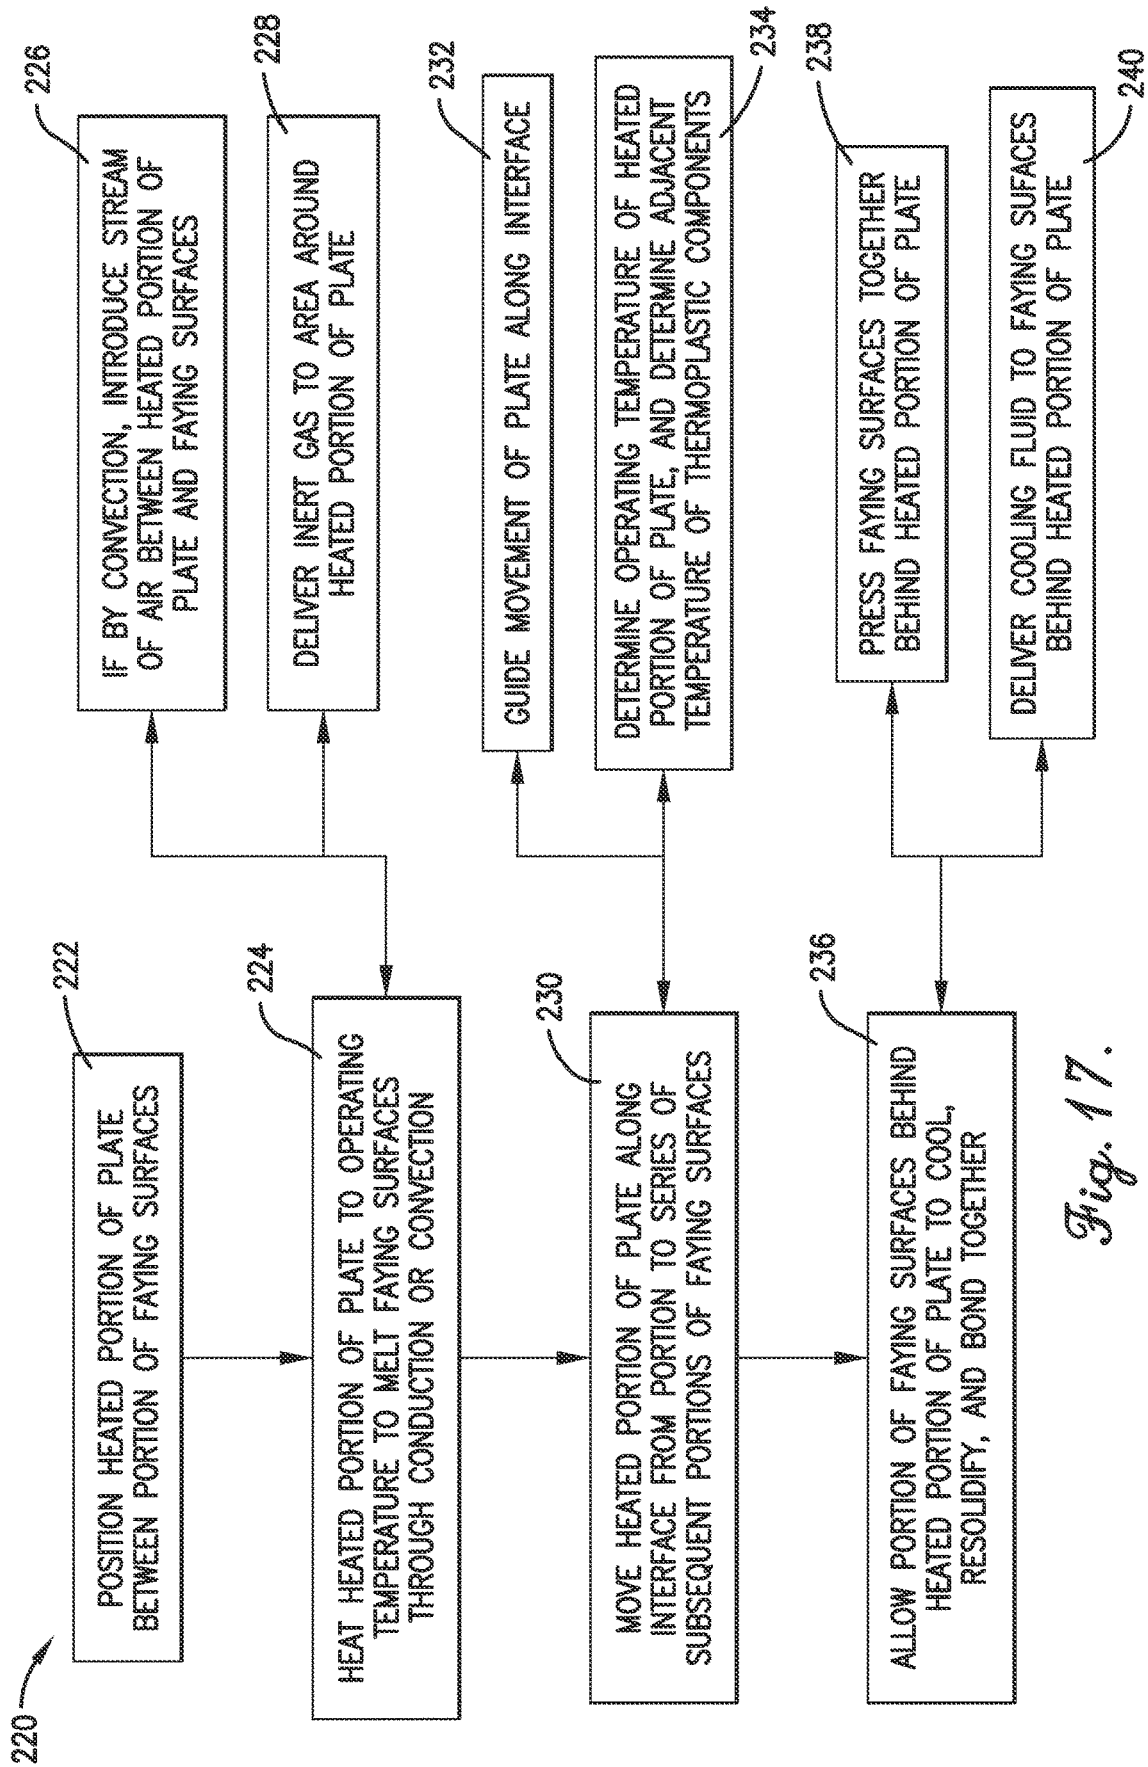 220
222
POSITION HEATED PORTION OF PLATE
BETWEEN PORTION OF FAYING SURFACES
224
HEAT HEATED PORTION OF PLATE TO OPERATING
TEMPERATURE TO MELT FAYING SURFACES
THROUGH CONDUCTION OR CONVECTION
226
IF BY CONVECTION, INTRODUCE STREAM
OF AIR BETWEEN HEATED PORTION OF
PLATE AND FAYING SURFACES
228
DELIVER INERT GAS TO AREA AROUND
HEATED PORTION OF PLATE
230
MOVE HEATED PORTION OF PLATE ALONG
INTERFACE FROM PORTION TO SERIES OF
SUBSEQUENT PORTIONS OF FAYING SURFACES
232
GUIDE MOVEMENT OF PLATE ALONG INTERFACE
234
DETERMINE OPERATING TEMPERATURE OF HEATED
PORTION OF PLATE, AND DETERMINE ADJACENT
TEMPERATURE OF THERMOPLASTIC COMPONENTS
236
ALLOW PORTION OF FAYING SURFACES BEHIND
HEATED PORTION OF PLATE TO COOL,
RESOLIDIFY, AND BOND TOGETHER
238
PRESS FAYING SURFACES TOGETHER
BEHIND HEATED PORTION OF PLATE
240
DELIVER COOLING FLUID TO FAYING SUFACES
BEHIND HEATED PORTION OF PLATE
Fig. 17.